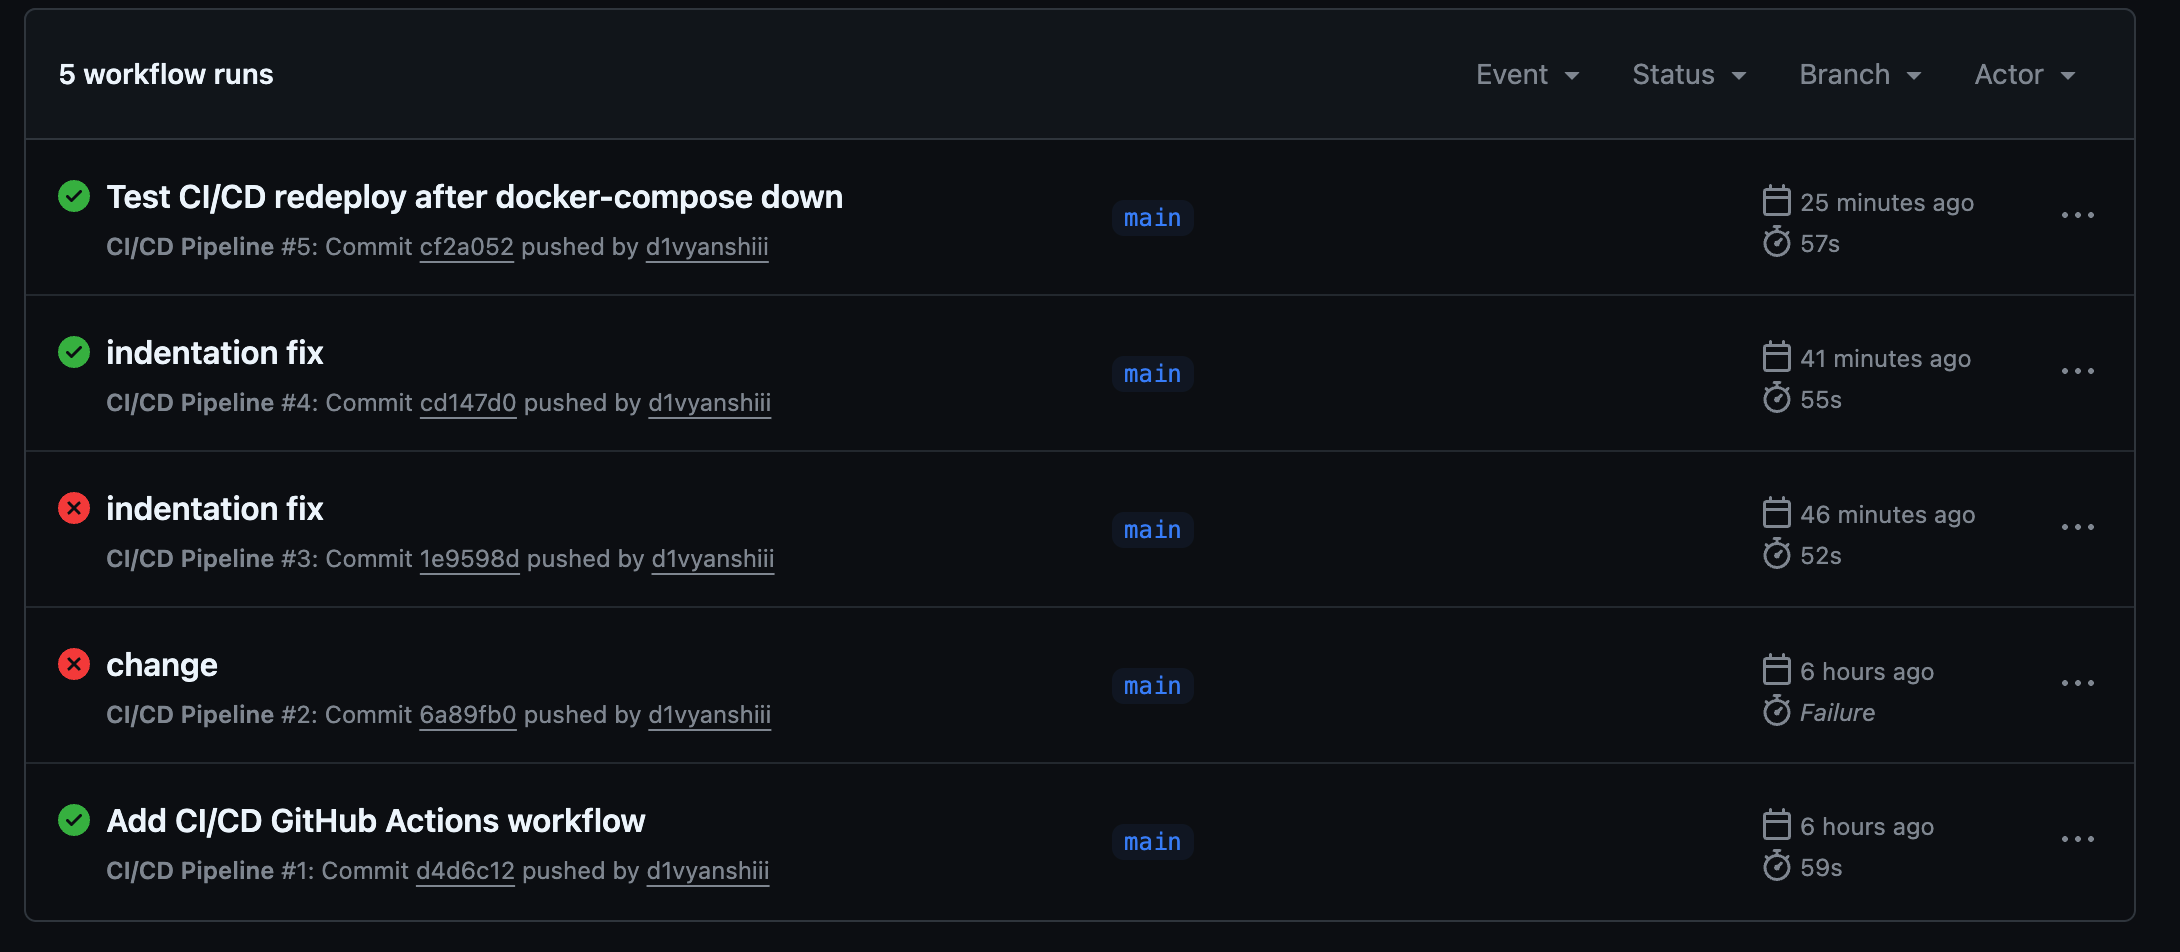 5 workflow runs
Event Status Branch Actor
Test CI/CD redeploy after docker-compose down
CI/CD Pipeline #5: Commit cf2a052 pushed by d1vyanshiii
main
25 minutes ago
57s
indentation fix
CI/CD Pipeline #4: Commit cd147d0 pushed by d1vyanshiii
main
41 minutes ago
55s
indentation fix
CI/CD Pipeline #3: Commit 1e9598d pushed by d1vyanshiii
main
46 minutes ago
52s
change
CI/CD Pipeline #2: Commit 6a89fb0 pushed by d1vyanshiii
main
6 hours ago
Failure
Add CI/CD GitHub Actions workflow
CI/CD Pipeline #1: Commit d4d6c12 pushed by d1vyanshiii
main
6 hours ago
59s